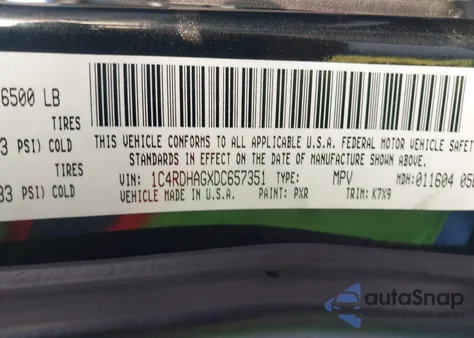 6500 LB
TIRES
3 PSI) COLD
TIRES
33 PSI) COLD
THIS VEHICLE CONFORMS TO ALL APPLICABLE U.S.A. FEDERAL MOTOR VEHICLE SAFET
STANDARDS IN EFFECT ON THE DATE OF MANUFACTURE SHOWN ABOVE.
VIN: 1C4RDHAGXDC657351 TYPE: MPV MDH:011604 050
VEHICLE MADE IN U.S.A. PAINT: PXR TRIM: K7X9
autoSnap